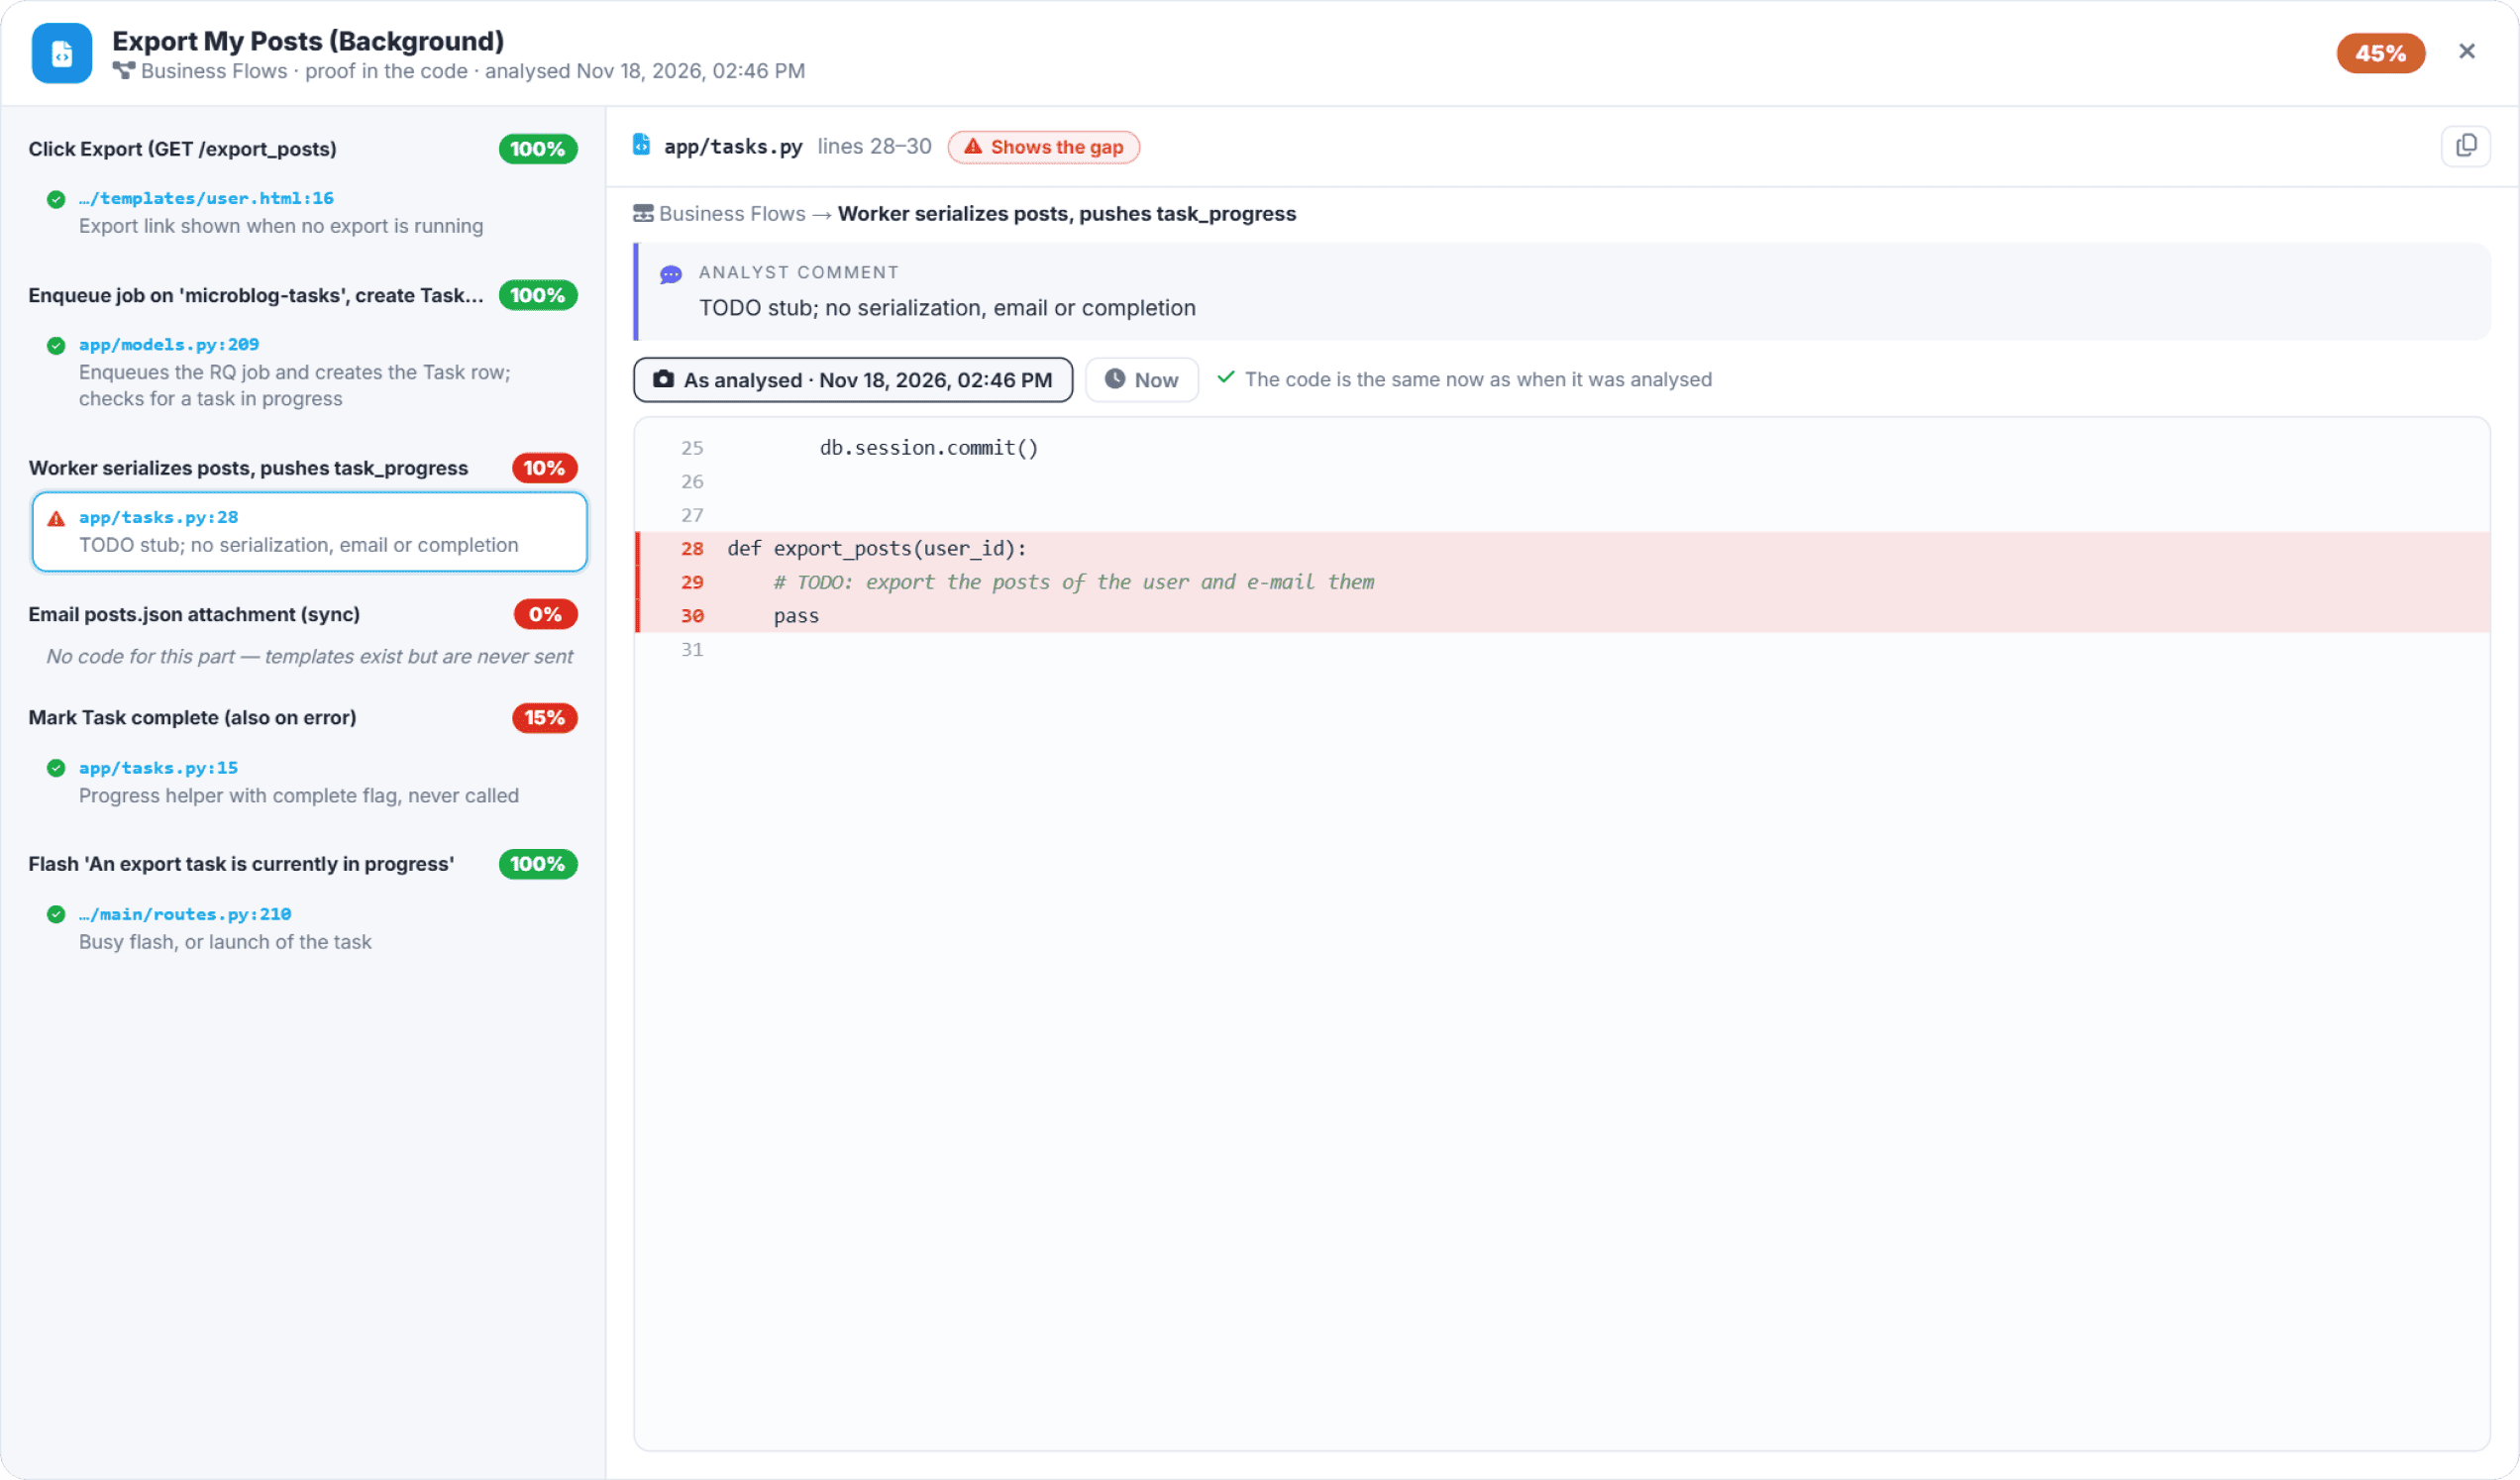 Export My Posts (Background)
Business Flows · proof in the code · analysed Nov 18, 2026, 02:46 PM
45%
Click Export (GET /export_posts)
100%
…/templates/user.html:16
Export link shown when no export is running
Enqueue job on 'microblog-tasks', create Task...
100%
app/models.py:209
Enqueues the RQ job and creates the Task row;
checks for a task in progress
Worker serializes posts, pushes task_progress
10%
app/tasks.py:28
TODO stub; no serialization, email or completion
Email posts.json attachment (sync)
0%
No code for this part — templates exist but are never sent
Mark Task complete (also on error)
15%
app/tasks.py:15
Progress helper with complete flag, never called
Flash 'An export task is currently in progress'
100%
…/main/routes.py:210
Busy flash, or launch of the task
app/tasks.py lines 28–30 Shows the gap
Business Flows → Worker serializes posts, pushes task_progress
ANALYST COMMENT
TODO stub; no serialization, email or completion
As analysed · Nov 18, 2026, 02:46 PM
Now
The code is the same now as when it was analysed
25 db.session.commit()
26
27
28 def export_posts(user_id):
29 # TODO: export the posts of the user and e-mail them
30 pass
31